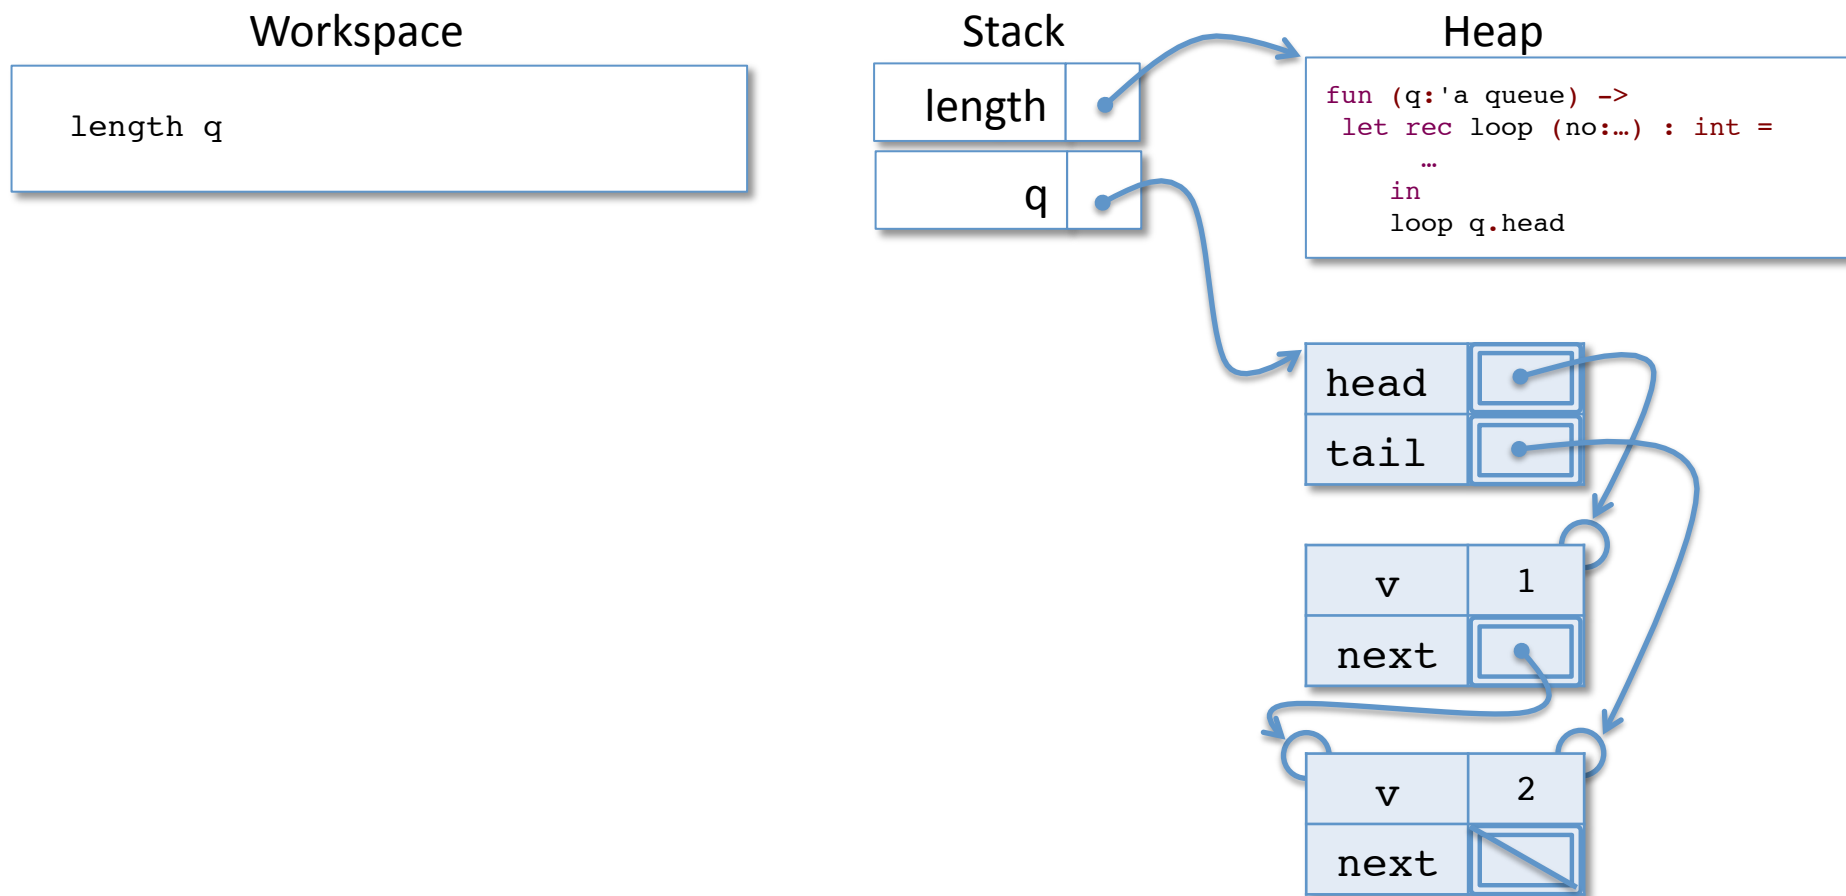 Workspace
length q
Stack
length
q
Heap
fun (q:'a queue) ->
let rec loop (no:…) : int =
…
in
loop q.head
head
tail
v 1
next
v 2
next